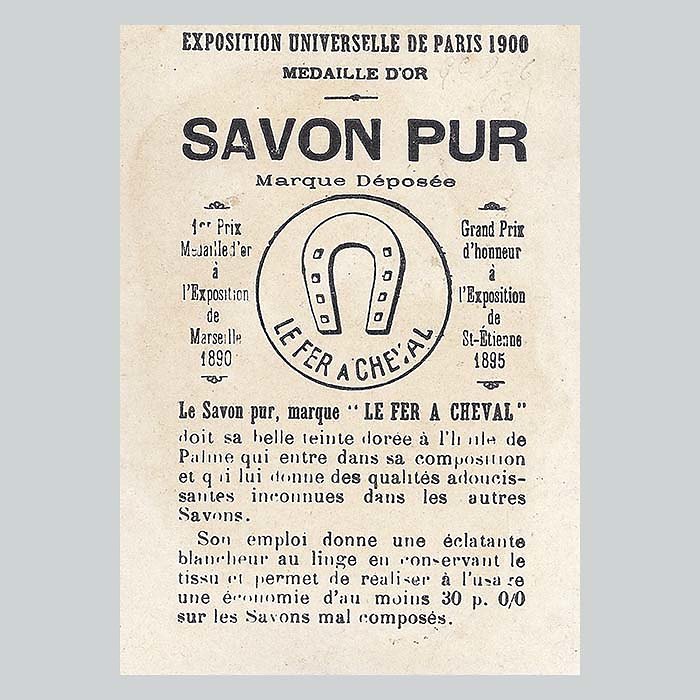 EXPOSITION UNIVERSELLE DE PARIS 1900
MEDAILLE D'OR
SAVON PUR
Marque Déposée
1er Prix
Medaille d'or
à
l'Exposition
de
Marseille
1890
LE FER A CHEVAL
Grand Prix
d'honneur
à
l'Exposition
de
St-Étienne
1895
Le Savon pur, marque "LE FER A CHEVAL"
doit sa belle teinte dorée à l'huile de
Palme qui entre dans sa composition
et qui lui donne des qualités adoucis-
santes inconnues dans les autres
Savons.
Son emploi donne une éclatante
blancheur au linge en conservant le
tissu et permet de realiser à l'usage
une économie d'au moins 30 p. 0/0
sur les Savons mal composés.